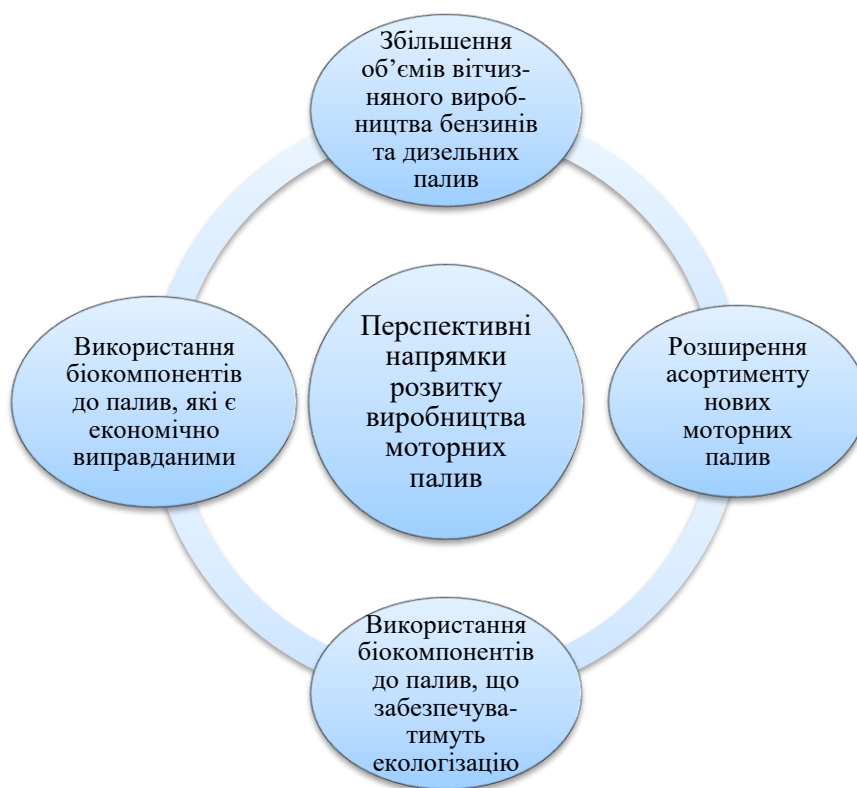 Збільшення
об’ємів вітчиз-
няного вироб-
ництва бензинів
та дизельних
палив
Перспективні
напрямки
розвитку
виробництва
моторних
палив
Використання
біокомпонентів
до палив, які є
економічно
виправданими
Розширення
асортименту
нових
моторних
палив
Використання
біокомпонентів
до палив, що
забезпечува-
тимуть
екологізацію